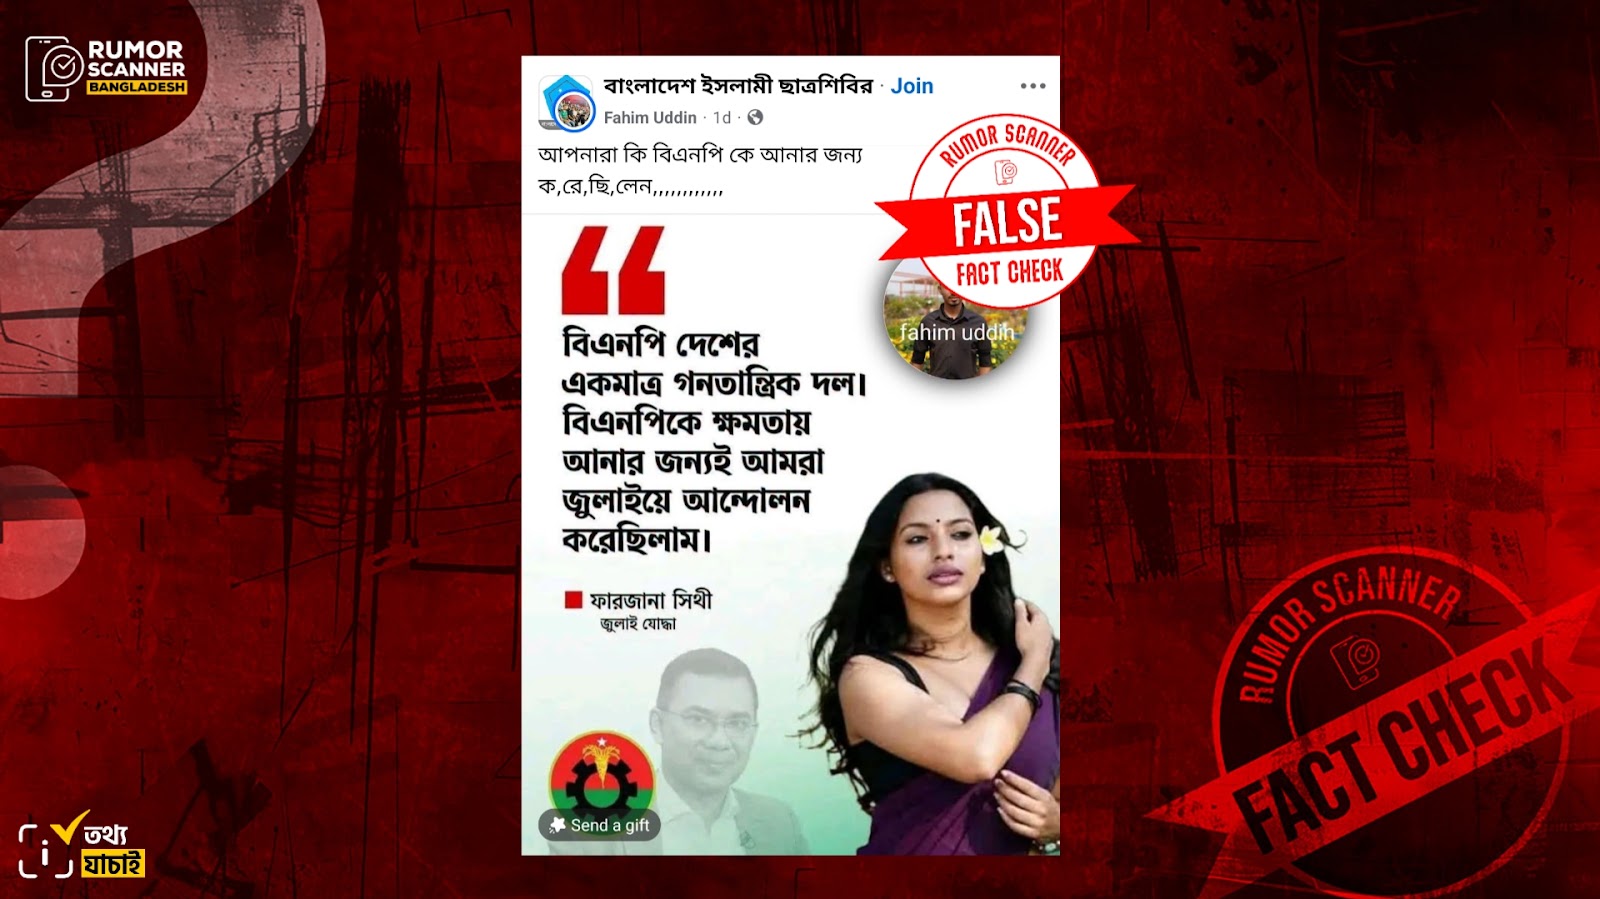 RUMOR
SCANNER
BANGLADESH
বাংলাদেশ ইসলামী ছাত্রশিবির · Join
Fahim Uddin · 1d ·
আপনারা কি বিএনপি কে আনার জন্য
ক,রে,ছি,লেন,,,,,,,,,,,,
RUMOR SCANNER
FALSE
FACT CHECK
fahim uddin
বিএনপি দেশের
একমাত্র গনতান্ত্রিক দল।
বিএনপিকে ক্ষমতায়
আনার জন্যই আমরা
জুলাইয়ে আন্দোলন
করেছিলাম।
ফারজানা সিথী
জুলাই যোদ্ধা
Send a gift
RUMOR SCANNER
FACT CHECK
তথ্য
যাচাই